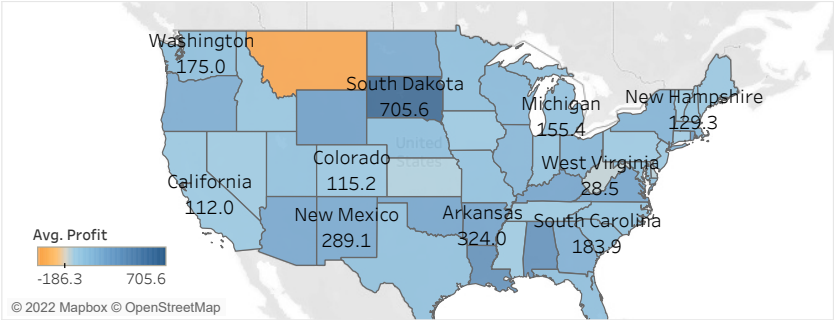 Washington
175.0
South Dakota
705.6
Michigan
155.4
New Hampshire
129.3
United
States
Colorado
115.2
West Virginia
28.5
California
112.0
New Mexico
289.1
Arkansas
324.0
South Carolina
183.9
Avg. Profit
-186.3
705.6
© 2022 Mapbox © OpenStreetMap